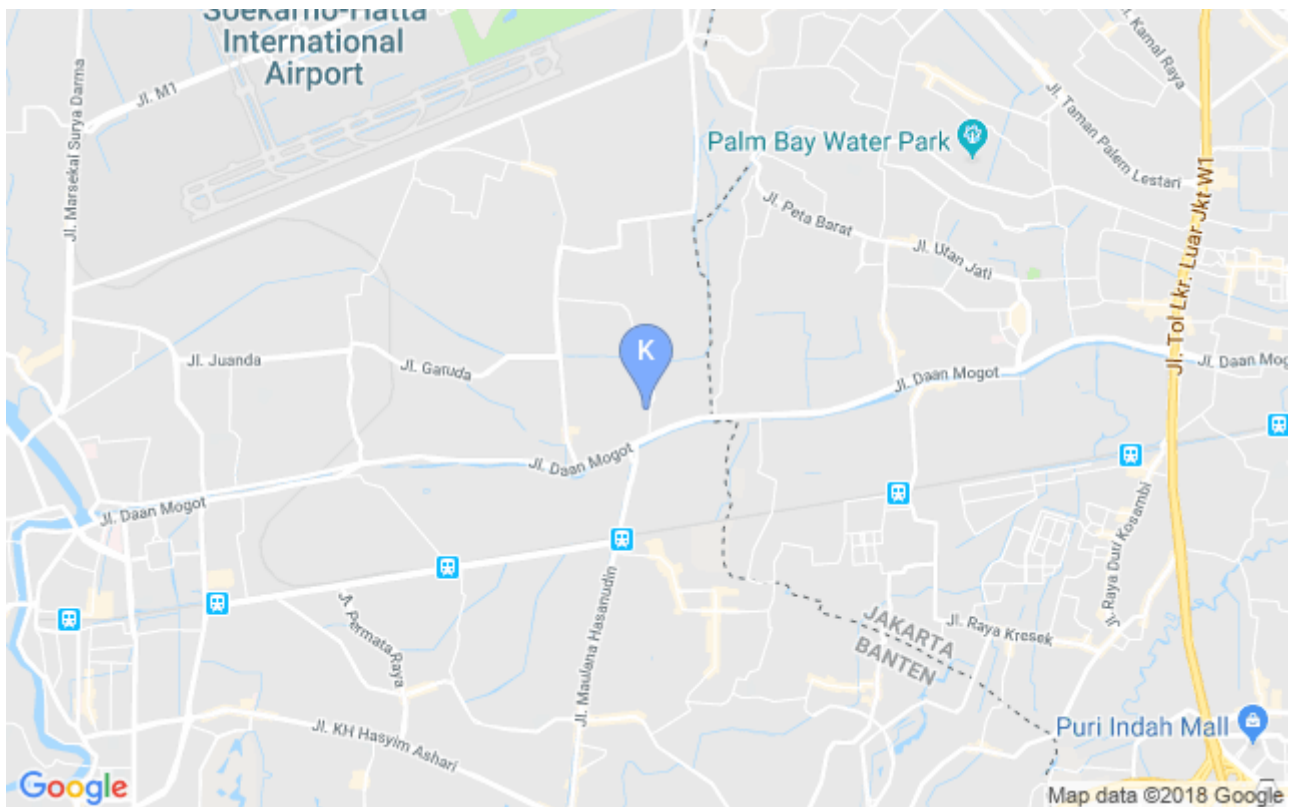 Soekarno-Hatta
International
Airport
Jl. M1
Jl. Marsekal Surya Darma
Jl. Kamal Raya
Jl. Taman Palem Lestari
Palm Bay Water Park
Jl. Tol Lkr. Luar Jkt W1
Jl. Peta Barat
Jl. Utan Jati
K
Jl. Juanda
Jl. Garuda
Jl. Daan Mogot
Jl. Daan Mog
Jl. Daan Mogot
Jl. Daan Mogot
Jl. Raya Duri Kosambi
Jl. Permata Raya
Jl. Maulana Hasanudin
Jl. Raya Kresek
JAKARTA
BANTEN
Jl. KH Hasyim Ashari
Puri Indah Mall
Google
Map data ©2018 Google